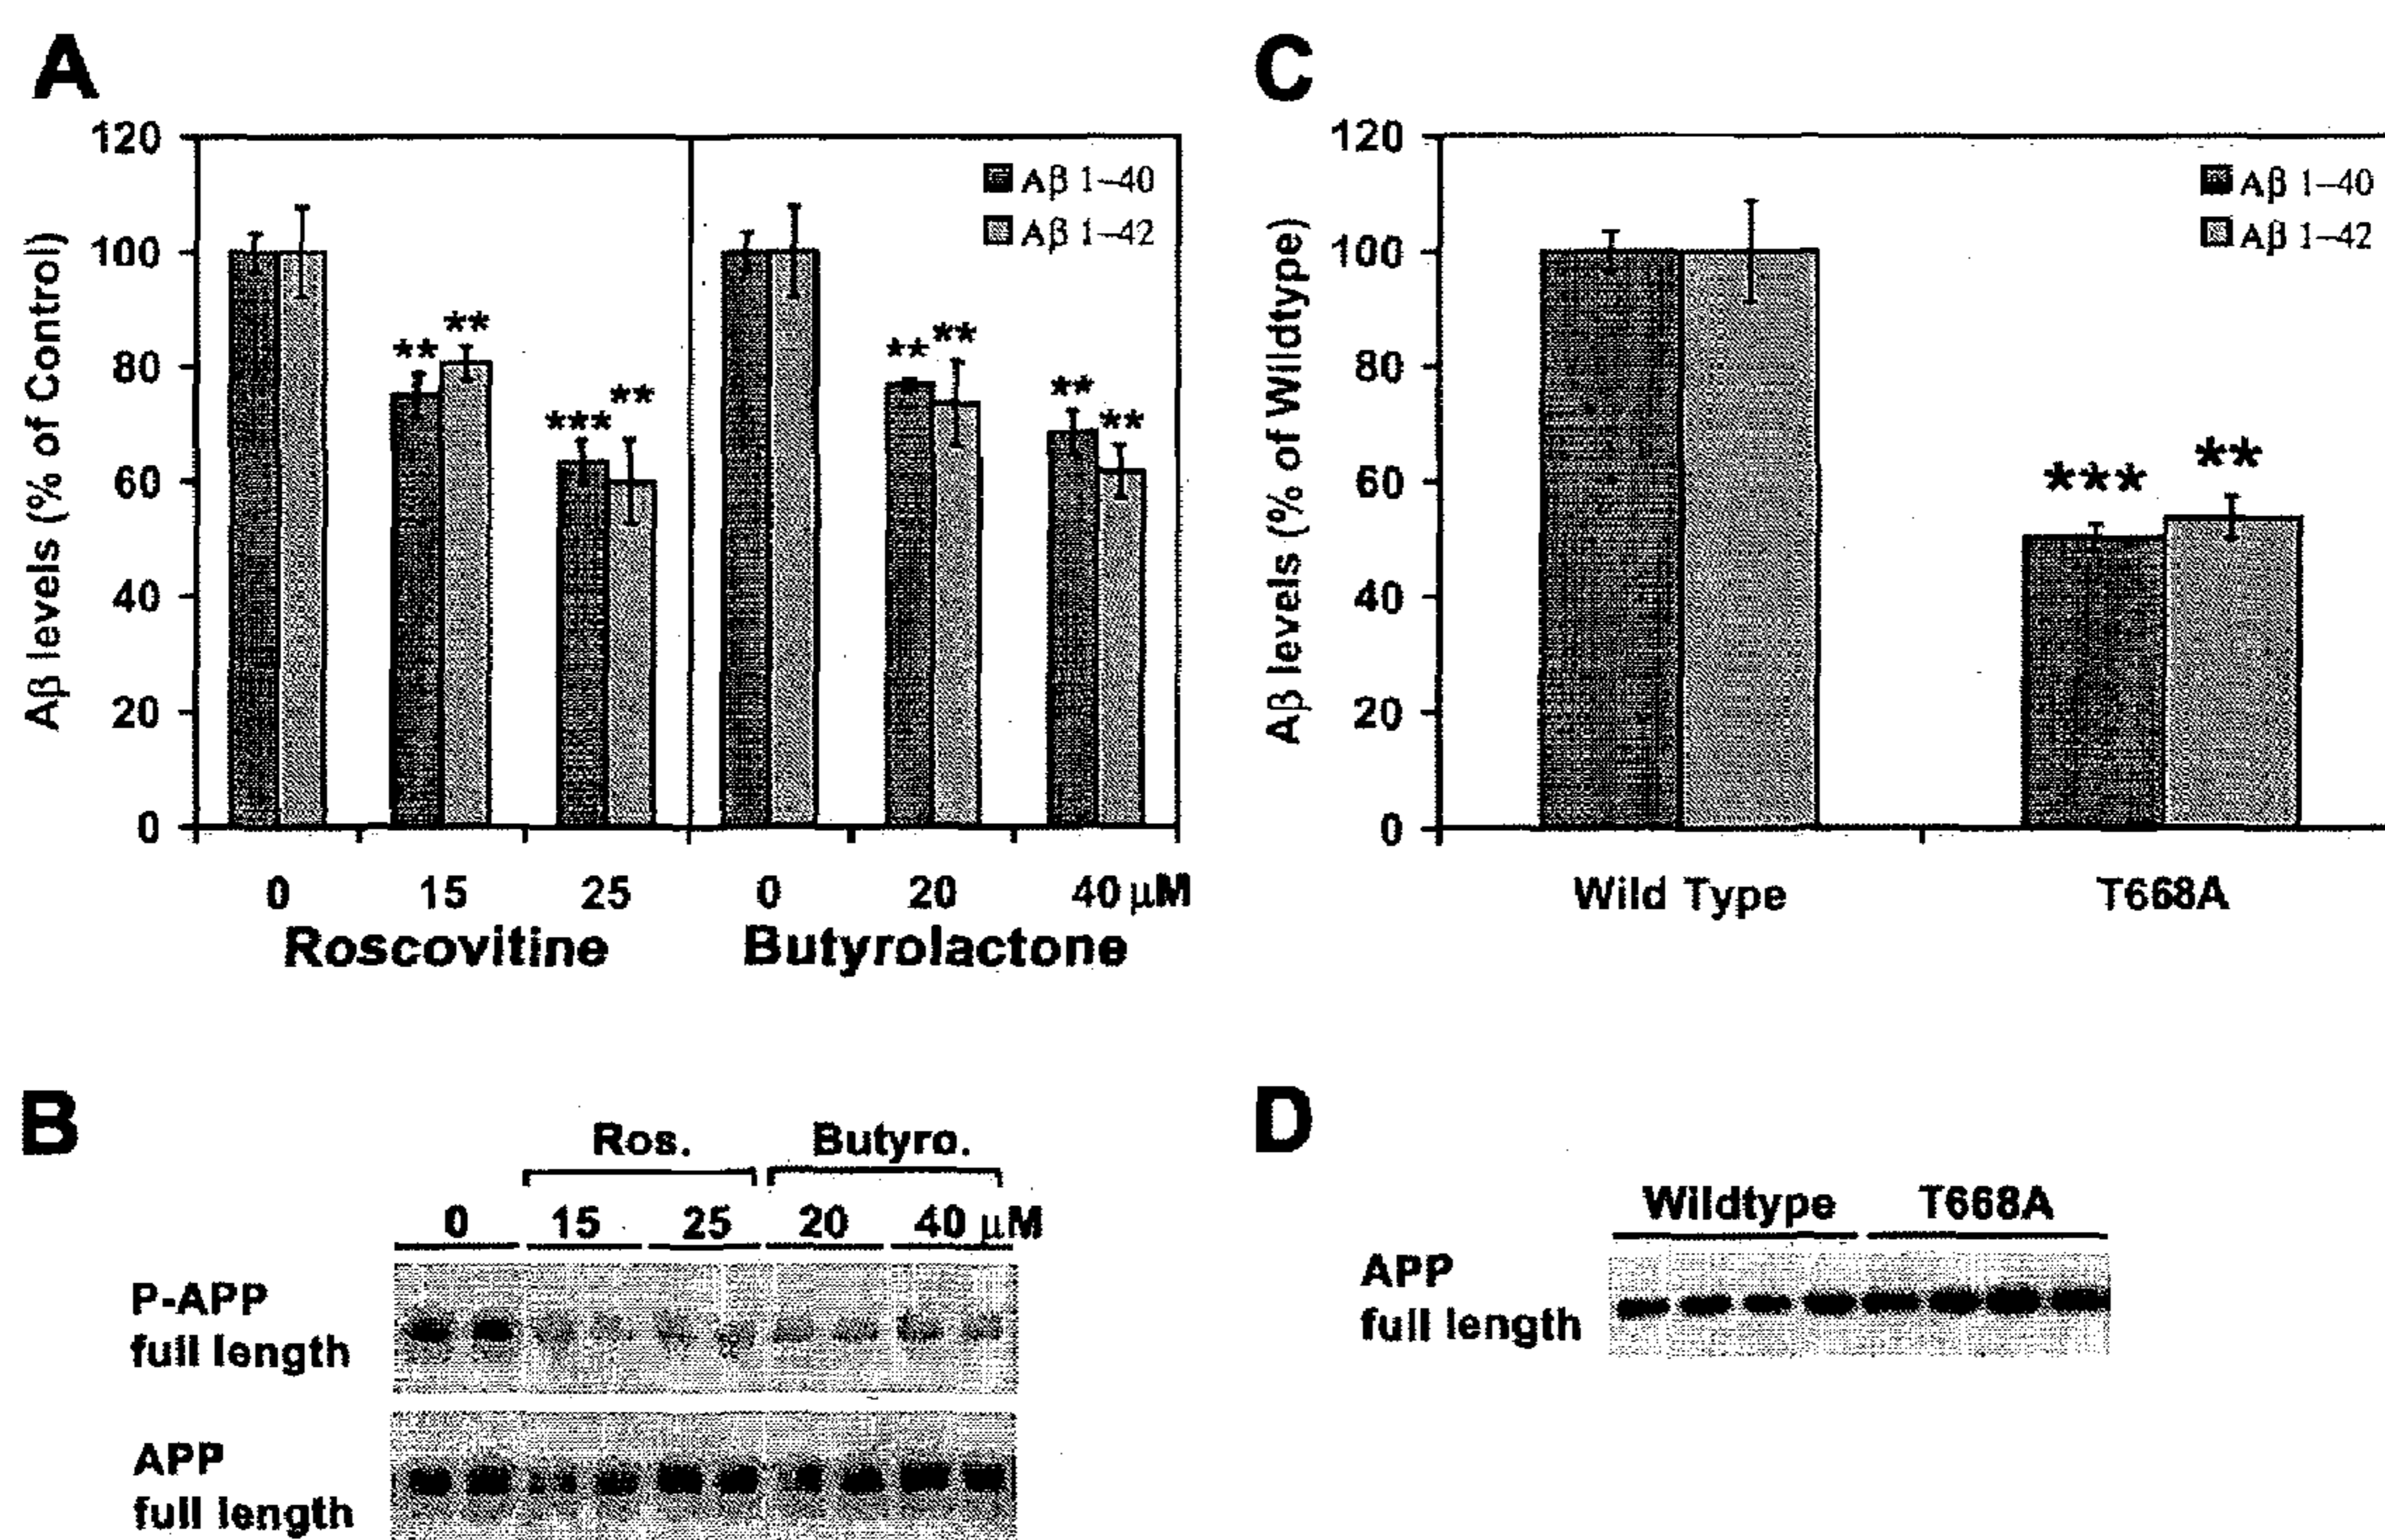 A
Aβ levels (% of Control)
120
100
80
60
40
20
0
Aβ 1–40
Aβ 1–42
** ** *** ** ** ** ** **
0 15 25 0 20 40 μM
Roscovitine Butyrolactone
C
Aβ levels (% of Wildtype)
120
100
80
60
40
20
0
Aβ 1–40
Aβ 1–42
*** **
Wild Type T668A
B
Ros. Butyro.
0 15 25 20 40 μM
P-APP
full length
APP
full length
D
Wildtype T668A
APP
full length